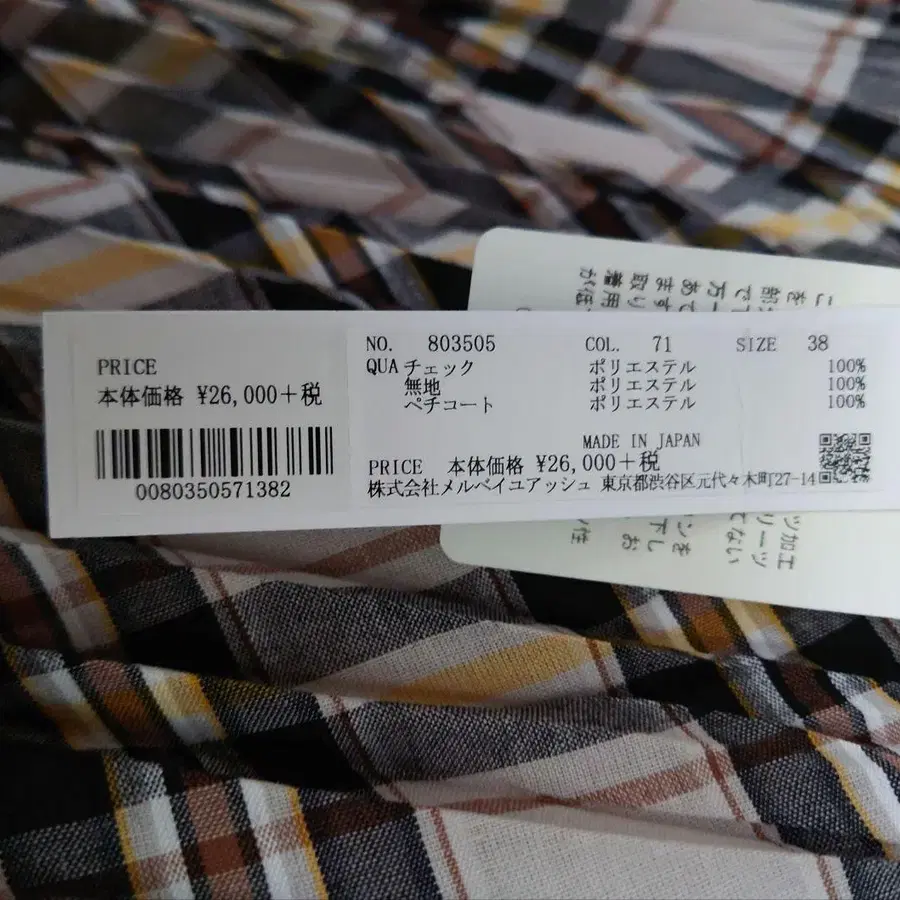 PRICE
本体価格 ¥26,000+税
0080350571382
NO. 803505 COL. 71 SIZE 38
QUA チェック ポリエステル 100%
無地 ポリエステル 100%
ペチコート ポリエステル 100%
MADE IN JAPAN
PRICE 本体価格 ¥26,000+税
株式会社メルベイユアッシュ 東京都渋谷区元代々木町27-14